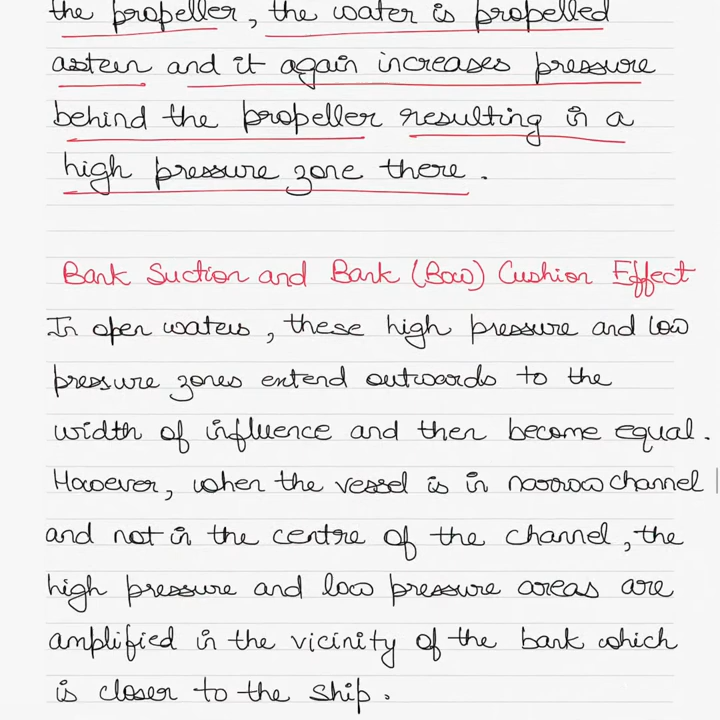 the propeller, the water is propelled
astern and it again increases pressure
behind the propeller resulting in a
high pressure zone there.
Bank Suction and Bank (Bow) Cushion Effect
In open waters, these high pressure and low
pressure zones extend outwards to the
width of influence and then become equal.
However, when the vessel is in narrow channel
and not in the centre of the channel, the
high pressure and low pressure areas are
amplified in the vicinity of the bank which
is closer to the ship.